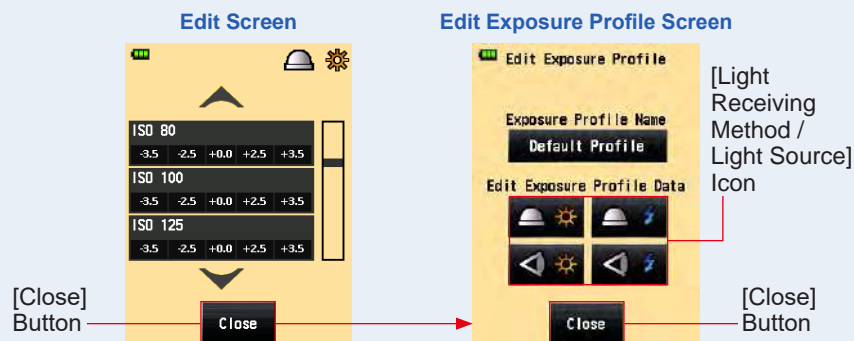 Edit Screen
Edit Exposure Profile Screen
ISO 80
-3.5 -2.5 +0.0 +2.5 +3.5
ISO 100
-3.5 -2.5 +0.0 +2.5 +3.5
ISO 125
-3.5 -2.5 +0.0 +2.5 +3.5
Close
[Close]
Button
Edit Exposure Profile
Exposure Profile Name
Default Profile
Edit Exposure Profile Data
Close
[Light
Receiving
Method /
Light Source]
Icon
[Close]
Button